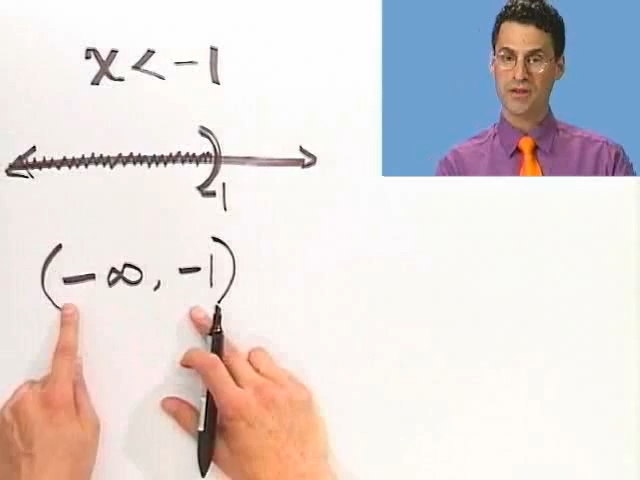 x < -1
-1
(-∞, -1)